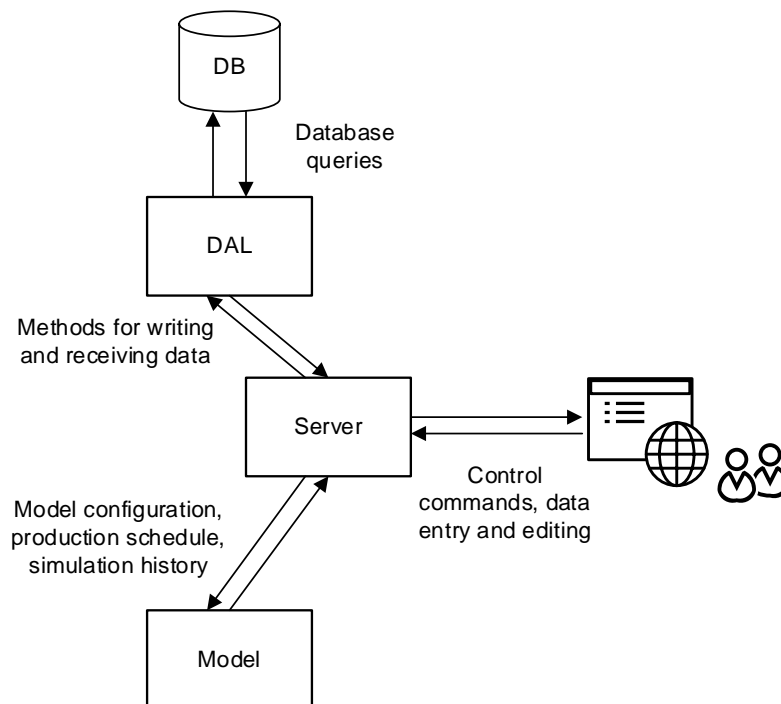 DB
Database
queries
DAL
Methods for writing
and receiving data
Server
Control
commands, data
entry and editing
Model configuration,
production schedule,
simulation history
Model